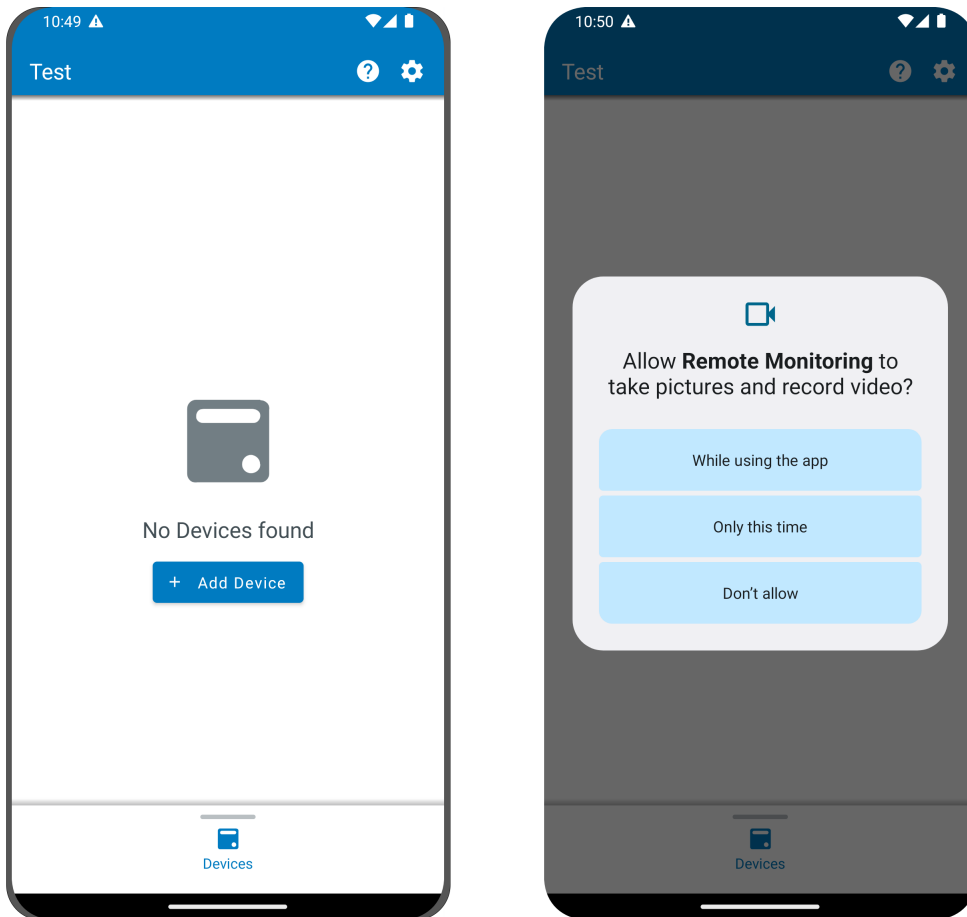 10:49
Test
No Devices found
+ Add Device
Devices
10:50
Test
Allow Remote Monitoring to
take pictures and record video?
While using the app
Only this time
Don't allow
Devices